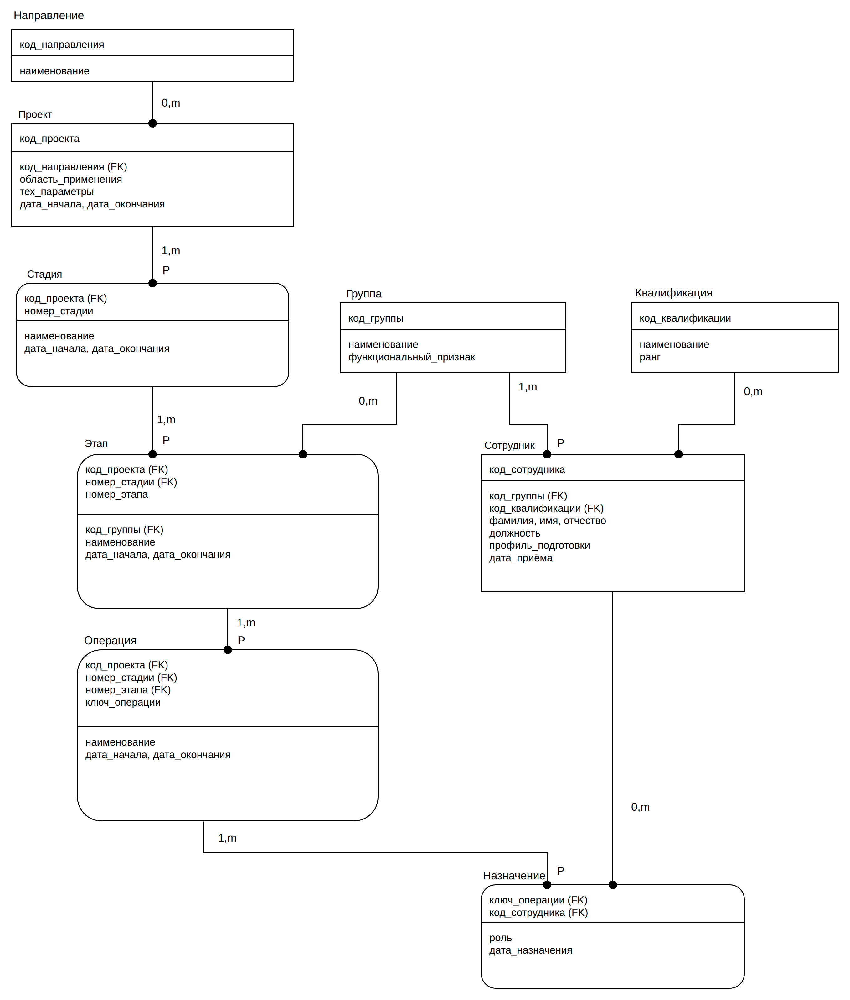 Направление
код_направления
наименование
0,m
Проект
код_проекта
код_направления (FK)
область_применения
тех_параметры
дата_начала, дата_окончания
1,m
P
Стадия
код_проекта (FK)
номер_стадии
наименование
дата_начала, дата_окончания
Группа
код_группы
наименование
функциональный_признак
Квалификация
код_квалификации
наименование
ранг
1,m
0,m
0,m
1,m
P
Этап
код_проекта (FK)
номер_стадии (FK)
номер_этапа
код_группы (FK)
наименование
дата_начала, дата_окончания
P
Сотрудник
код_сотрудника
код_группы (FK)
код_квалификации (FK)
фамилия, имя, отчество
должность
профиль_подготовки
дата_приёма
1,m
P
Операция
код_проекта (FK)
номер_стадии (FK)
номер_этапа (FK)
ключ_операции
наименование
дата_начала, дата_окончания
0,m
1,m
P
Назначение
ключ_операции (FK)
код_сотрудника (FK)
роль
дата_назначения